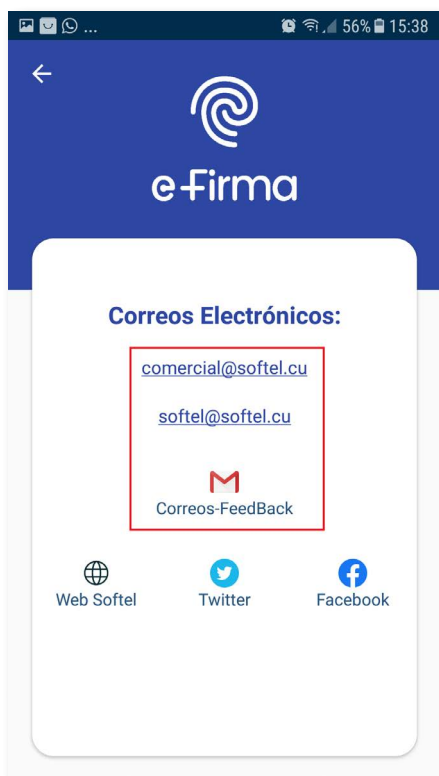 ... 56% 15:38
e-Firma
Correos Electrónicos:
comercial@softel.cu
softel@softel.cu
Correos-FeedBack
Web Softel Twitter Facebook